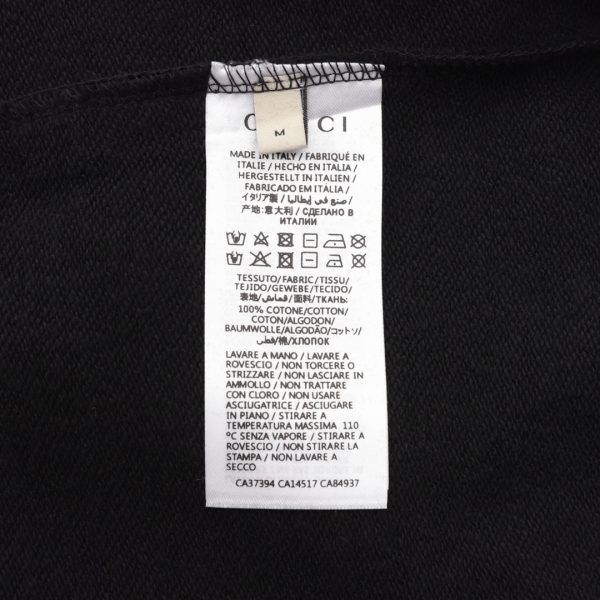 M
MADE IN ITALY / FABRIQUÉ EN
ITALIE / HECHO EN ITALIA /
HERGESTELLT IN ITALIEN /
FABRICADO EM ITÁLIA /
イタリア製 / صنع في إيطاليا /
产地:意大利 / СДЕЛАНО В
ИТАЛИИ
TESSUTO/FABRIC/TISSU/
TEJIDO/GEWEBE/TECIDO/
表地/قماش/面料/ТКАНЬ:
100% COTONE/COTTON/
COTON/ALGODON/
BAUMWOLLE/ALGODÃO/コットン/
قطن/棉/ХЛОПОК
LAVARE A MANO / LAVARE A
ROVESCIO / NON TORCERE O
STRIZZARE / NON LASCIARE IN
AMMOLLO / NON TRATTARE
CON CLORO / NON USARE
ASCIUGATRICE / ASCIUGARE
IN PIANO / STIRARE A
TEMPERATURA MASSIMA 110
ºC SENZA VAPORE / STIRARE A
ROVESCIO / NON STIRARE LA
STAMPA / NON LAVARE A
SECCO
CA37394 CA14517 CA84937